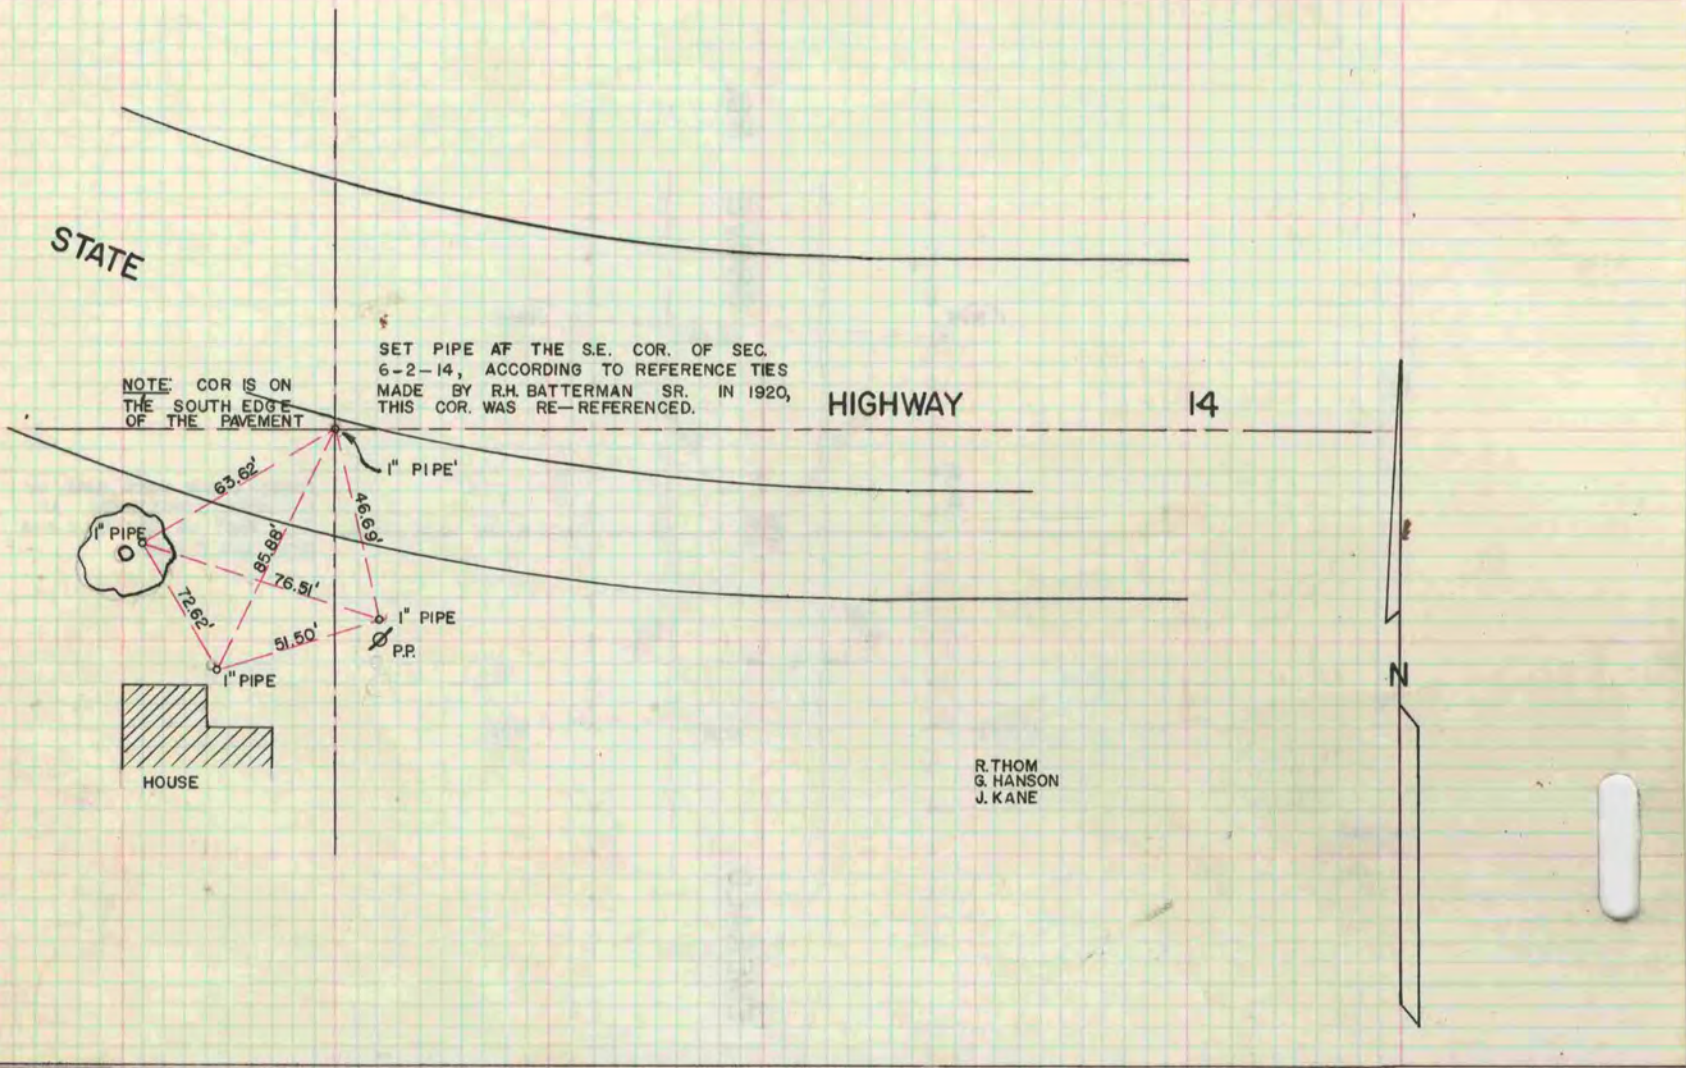 STATE
SET PIPE AT THE S.E. COR. OF SEC.
6-2-14, ACCORDING TO REFERENCE TIES
MADE BY R.H. BATTERMAN SR. IN 1920,
THIS COR. WAS RE-REFERENCED.
NOTE: COR IS ON
THE SOUTH EDGE
OF THE PAVEMENT
HIGHWAY 14
1" PIPE'
63.62'
46.69'
85.88'
1" PIPE
76.51'
72.62'
51.50'
1" PIPE
P.P.
1" PIPE
HOUSE
N
R. THOM
G. HANSON
J. KANE